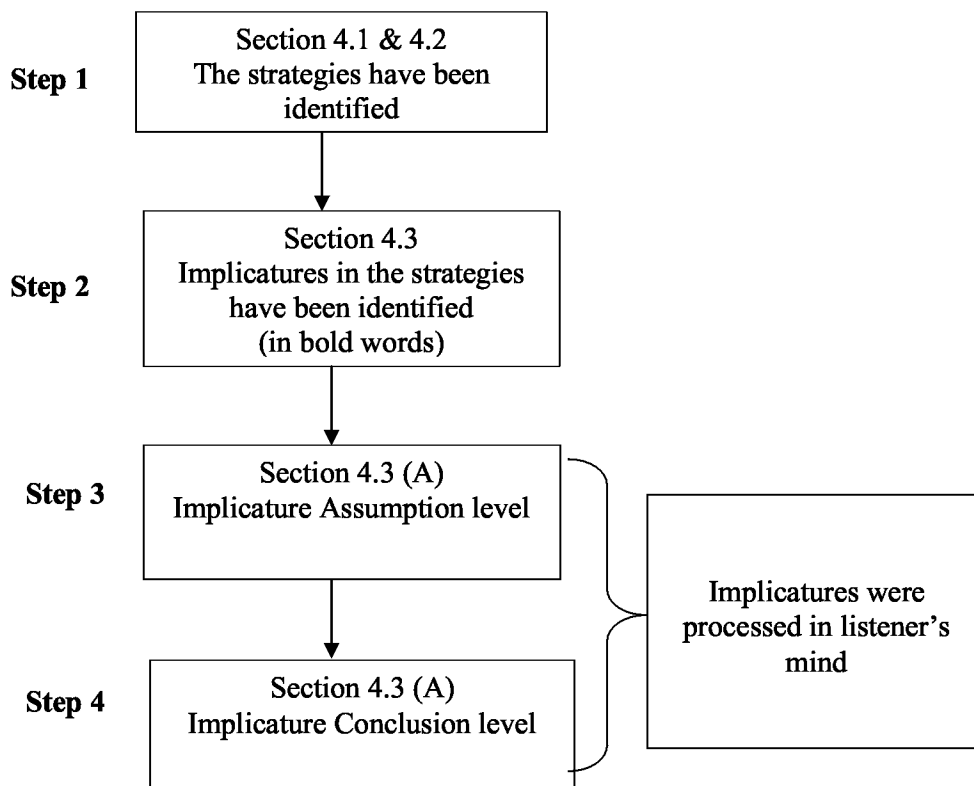 Section 4.1 & 4.2
Step 1
The strategies have been
identified
Section 4.3
Step 2
Implicatures in the strategies
have been identified
(in bold words)
Section 4.3 (A)
Step 3
Implicature Assumption level
Implicatures were
processed in listener’s
mind
Section 4.3 (A)
Step 4
Implicature Conclusion level